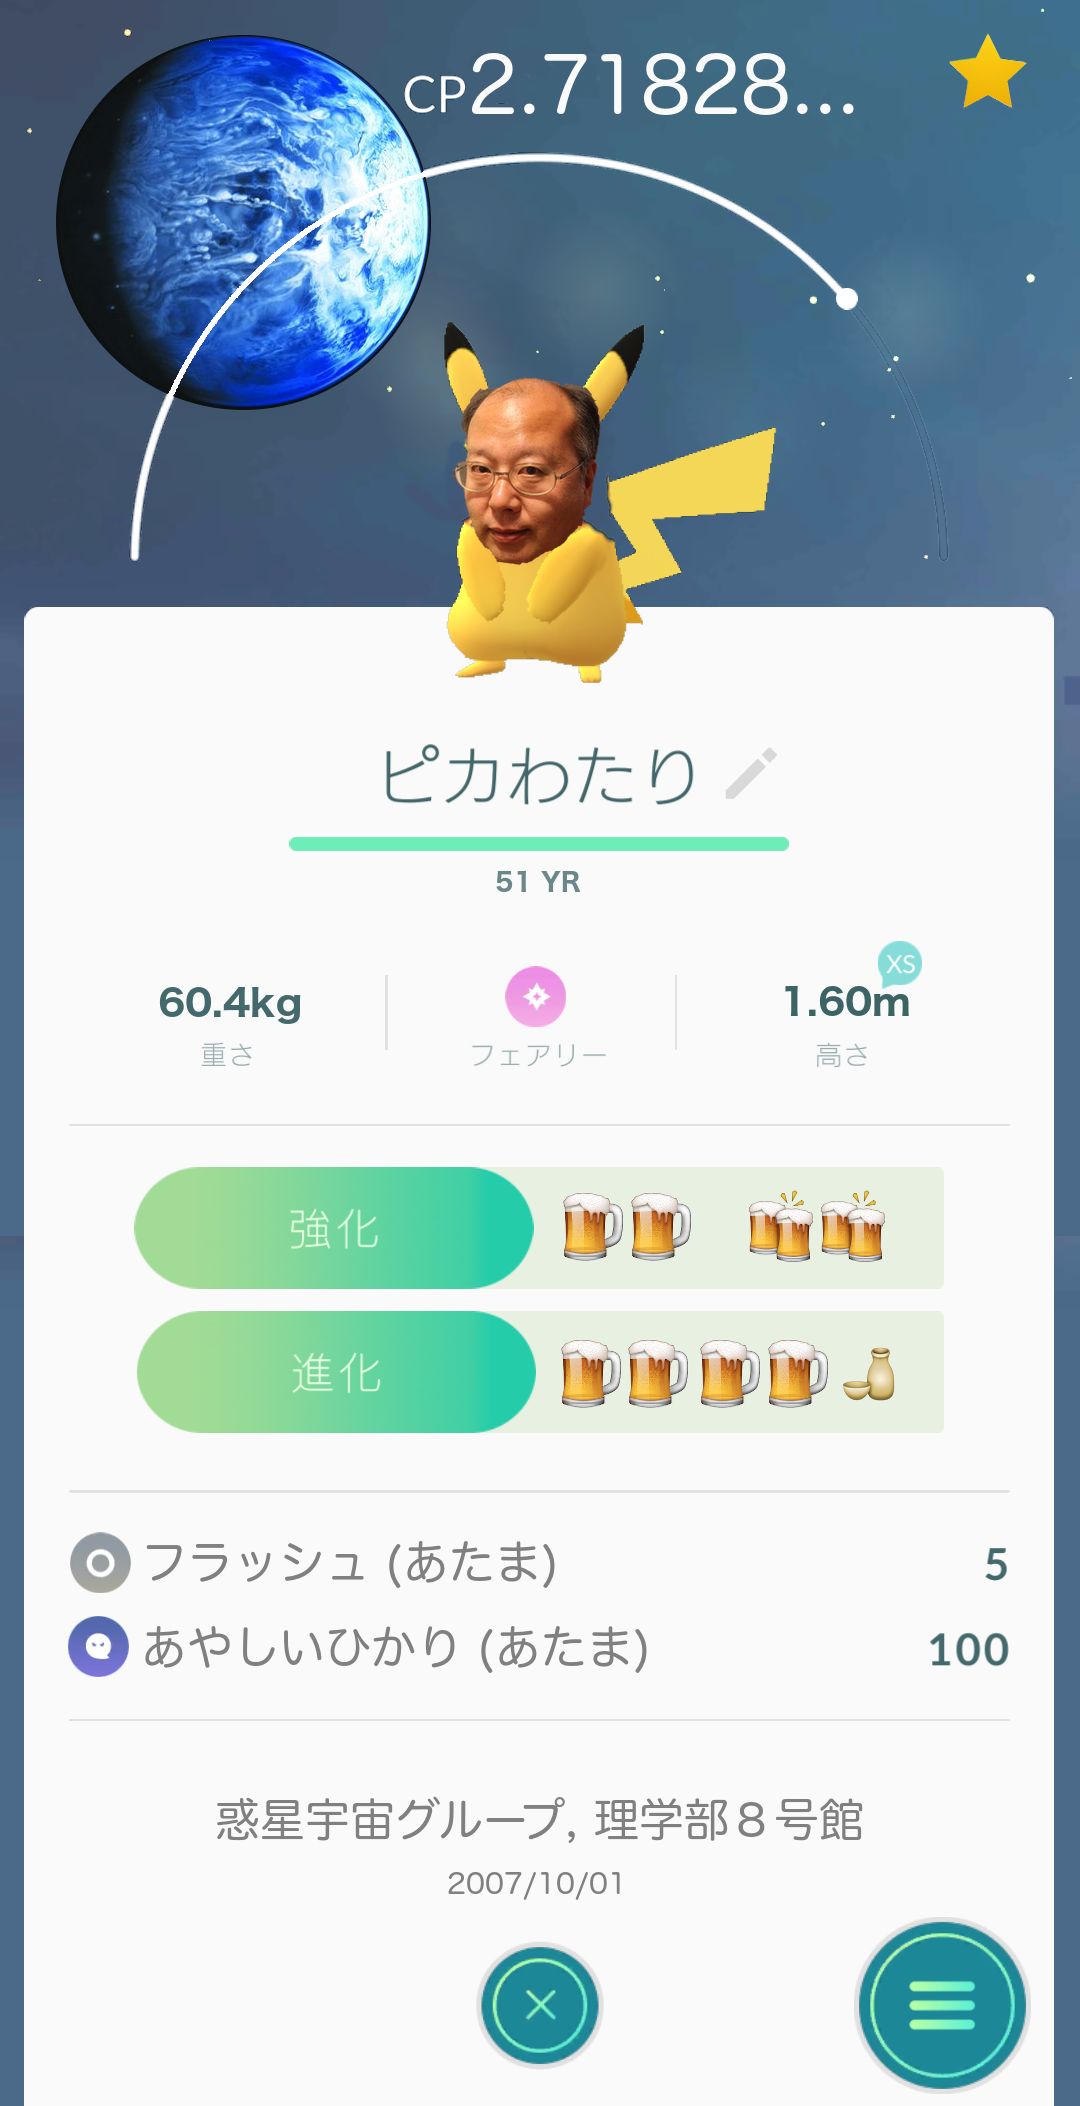 CP2.71828...
ピカわたり
51 YR
XS
60.4kg
フェアリー
1.60m
重さ
高さ
強化
進化
フラッシュ (あたま) 5
あやしいひかり (あたま) 100
惑星宇宙グループ, 理学部８号館
2007/10/01